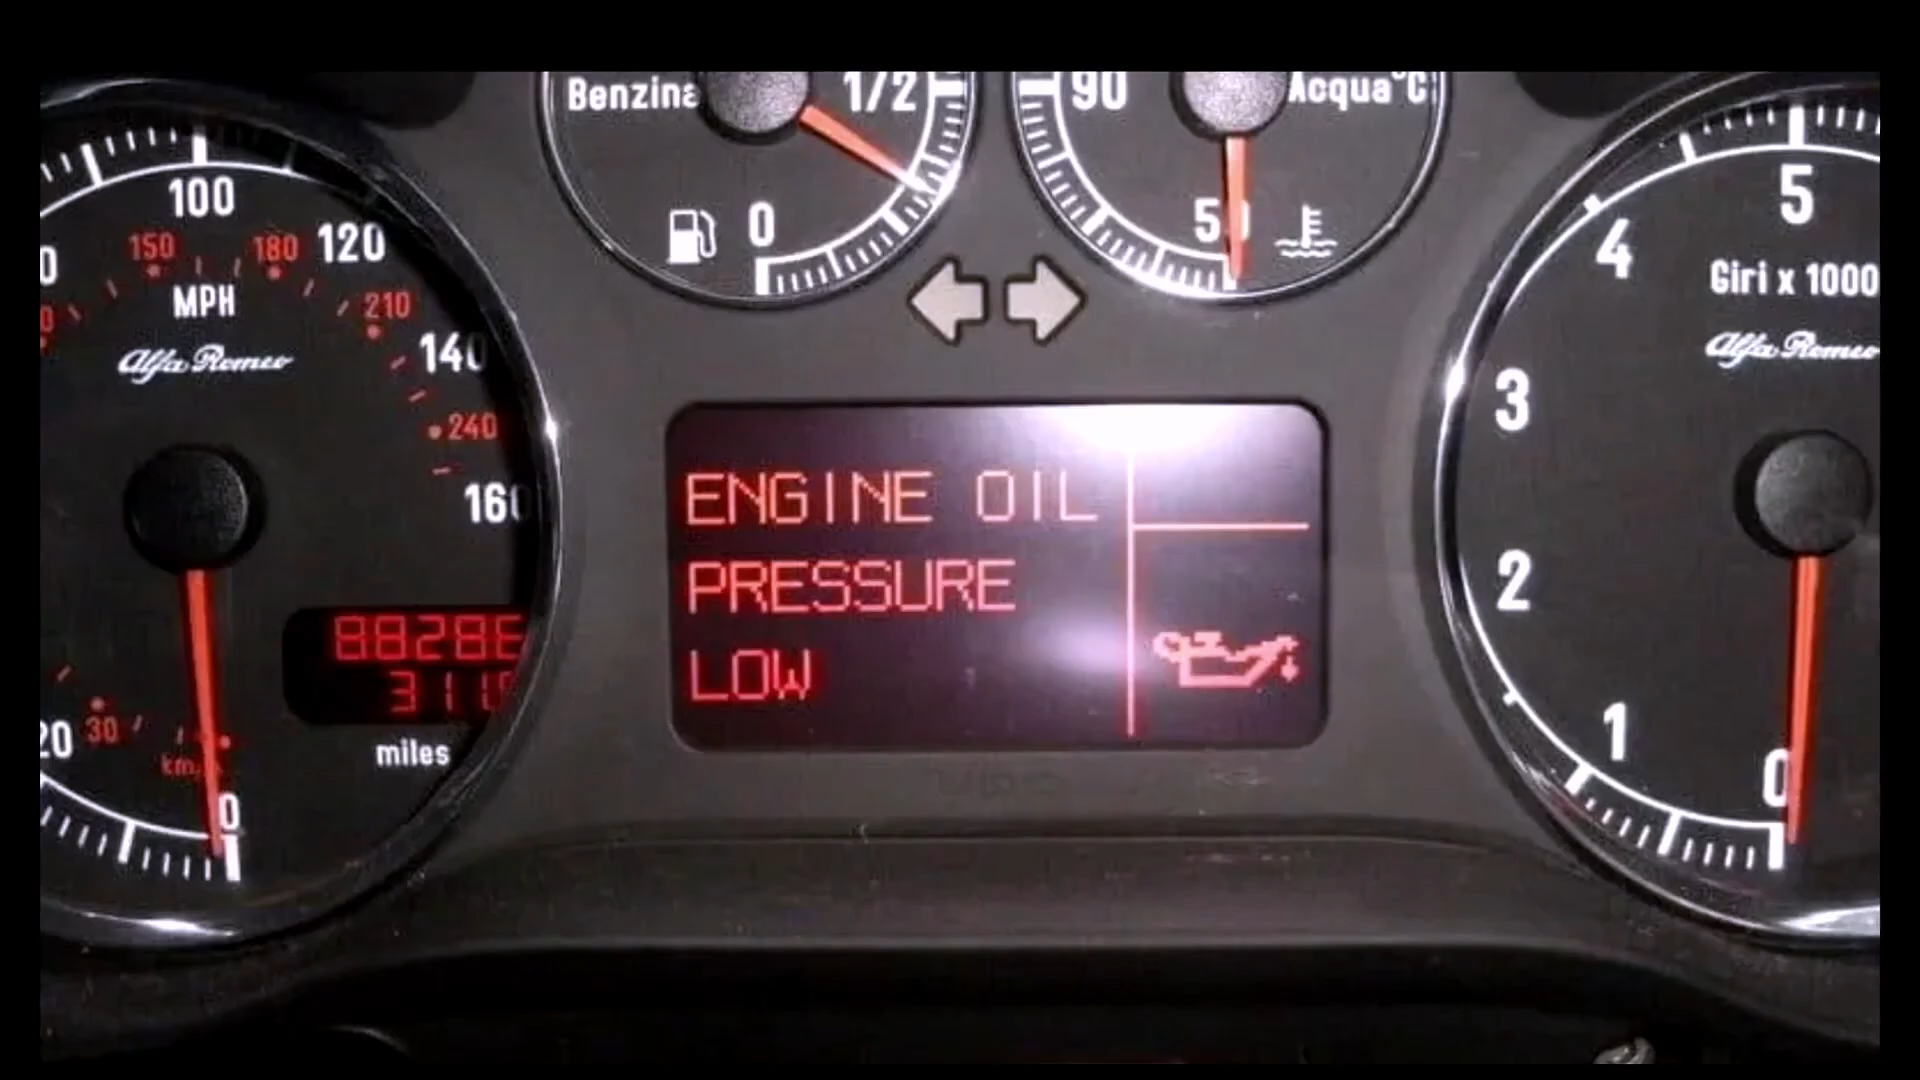 Benzina
1/2
0
90
Acqua°C
50
100
120
140
160
150
180
210
240
MPH
Alfa Romeo
20
30
km/h
0
miles
ENGINE OIL
PRESSURE
LOW
5
4
3
2
1
0
Giri x 1000
Alfa Romeo